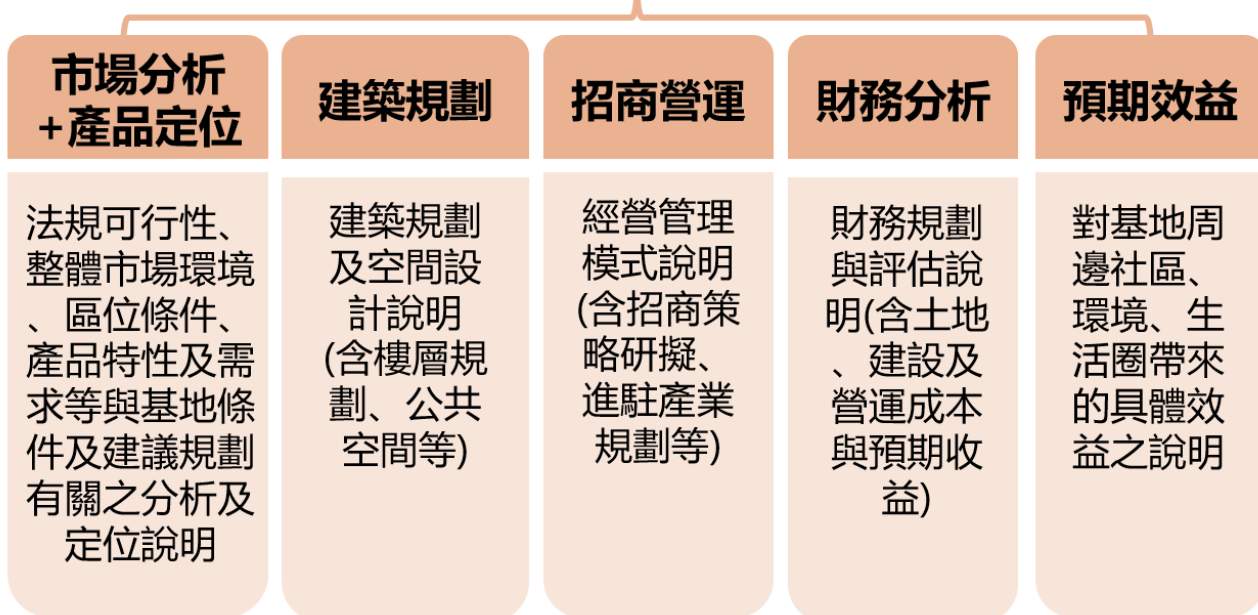 市場分析
+產品定位
法規可行性、
整體市場環境
、區位條件、
產品特性及需
求等與基地條
件及建議規劃
有關之分析及
定位說明
建築規劃
建築規劃
及空間設
計說明
(含樓層規
劃、公共
空間等)
招商營運
經營管理
模式說明
(含招商策
略研擬、
進駐產業
規劃等)
財務分析
財務規劃
與評估說
明(含土地
、建設及
營運成本
與預期收
益)
預期效益
對基地周
邊社區、
環境、生
活圈帶來
的具體效
益之說明